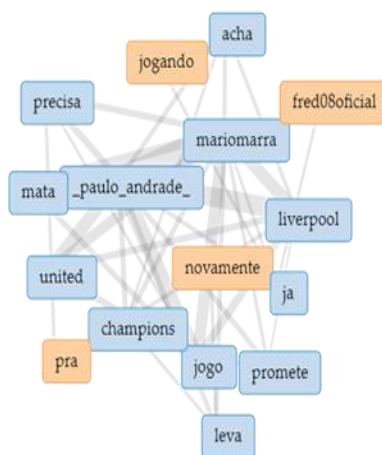 acha
jogando
precisa
fred08oficial
mariomarra
mata
_paulo_andrade_
liverpool
united
novamente
ja
champions
pra
jogo
promete
leva